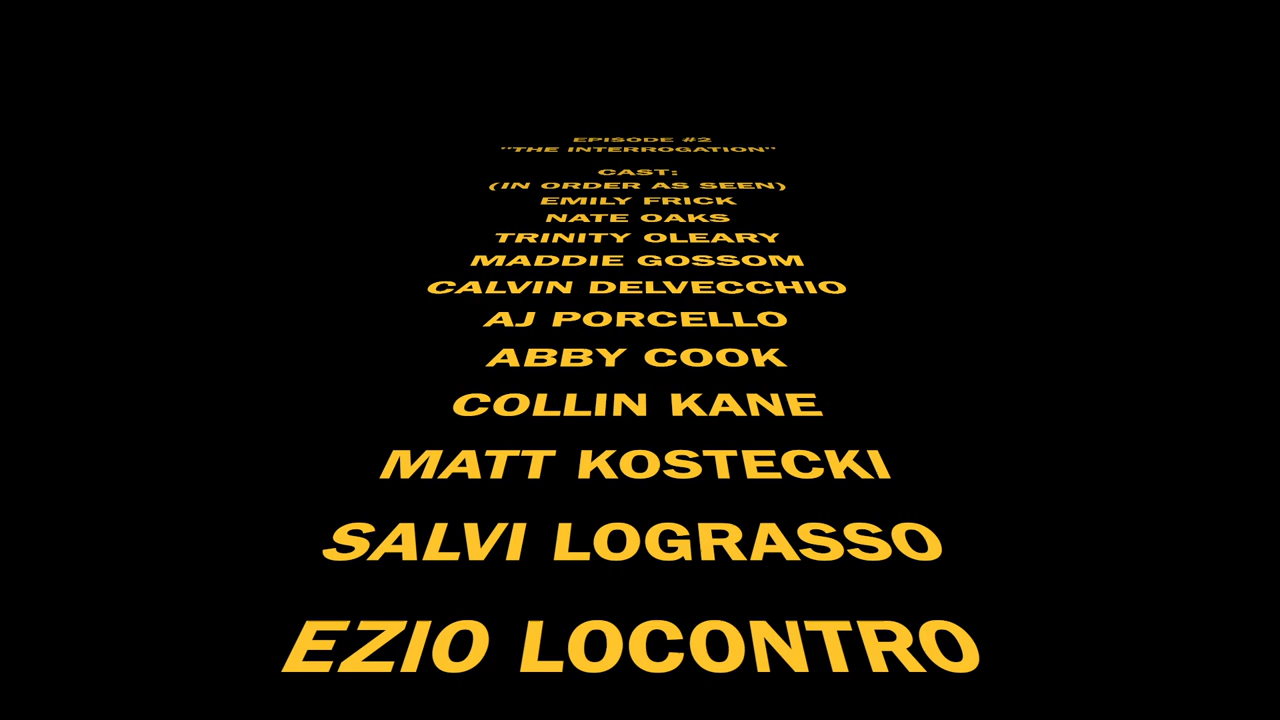 EPISODE #2
"THE INTERROGATION"
CAST:
(IN ORDER AS SEEN)
EMILY FRICK
NATE OAKS
TRINITY OLEARY
MADDIE GOSSOM
CALVIN DELVECCHIO
AJ PORCELLO
ABBY COOK
COLLIN KANE
MATT KOSTECKI
SALVI LOGRASSO
EZIO LOCONTRO